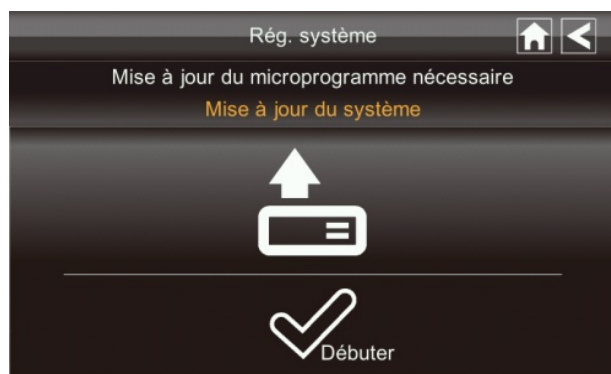 Rég. système
Mise à jour du microprogramme nécessaire
Mise à jour du système
Débuter